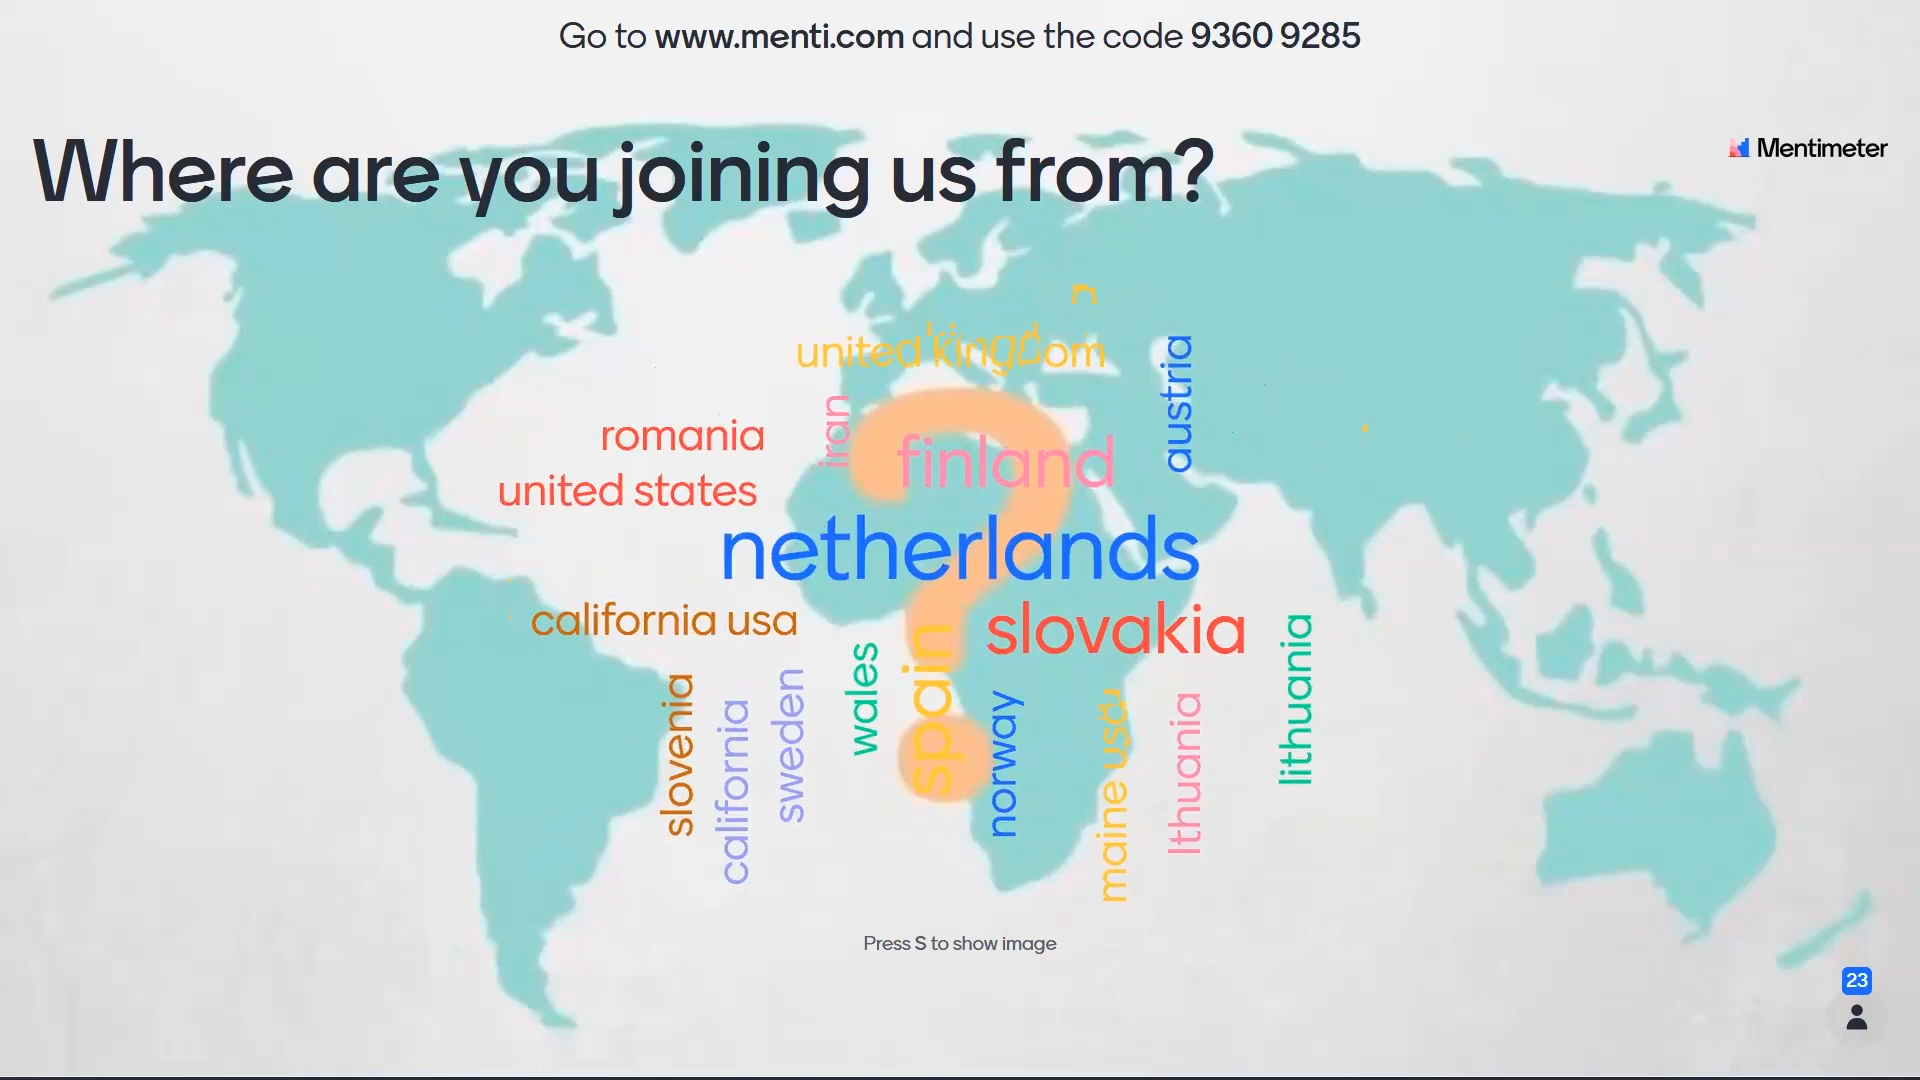 Go to www.menti.com and use the code 9360 9285
Where are you joining us from?
Mentimeter
united kingdom
austria
romania
iran
finland
united states
netherlands
california usa
slovakia
lithuania
wales
spain
slovenia
california
sweden
norway
maine usa
lthuania
Press S to show image
23